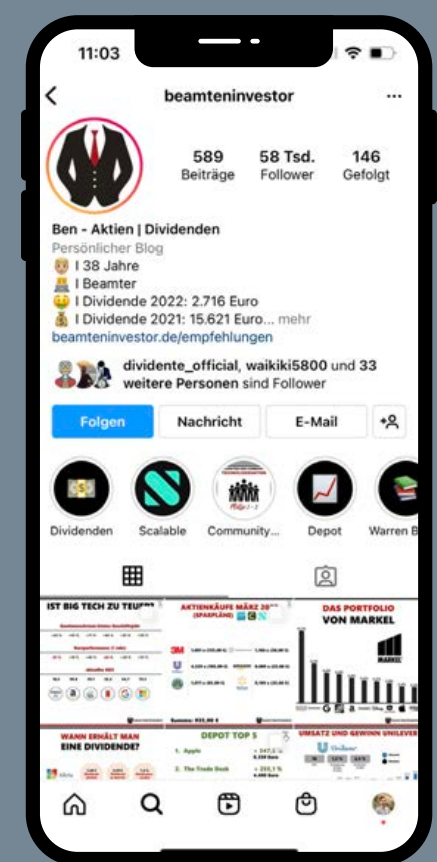 11:03
beamteninvestor
589
58 Tsd.
146
Beiträge
Follower
Gefolgt
Ben - Aktien | Dividenden
Persönlicher Blog
I 38 Jahre
I Beamter
I Dividende 2022: 2.716 Euro
I Dividende 2021: 15.621 Euro... mehr
beamteninvestor.de/empfehlungen
dividente_official, waikiki5800 und 33
weitere Personen sind Follower
Folgen
Nachricht
E-Mail
Dividenden
Scalable
Community...
Depot
Warren B
IST BIG TECH ZU TEUER?
AKTIENKÄUFE MÄRZ
(SPARPLÄNE)
DAS PORTFOLIO
VON MARKEL
3M
MARKEL
WANN ERHÄLT MAN
EINE DIVIDENDE?
DEPOT TOP 5
1. Apple
2. The Trade Desk
UMSATZ UND GEWINN UNILEVER
Unilever